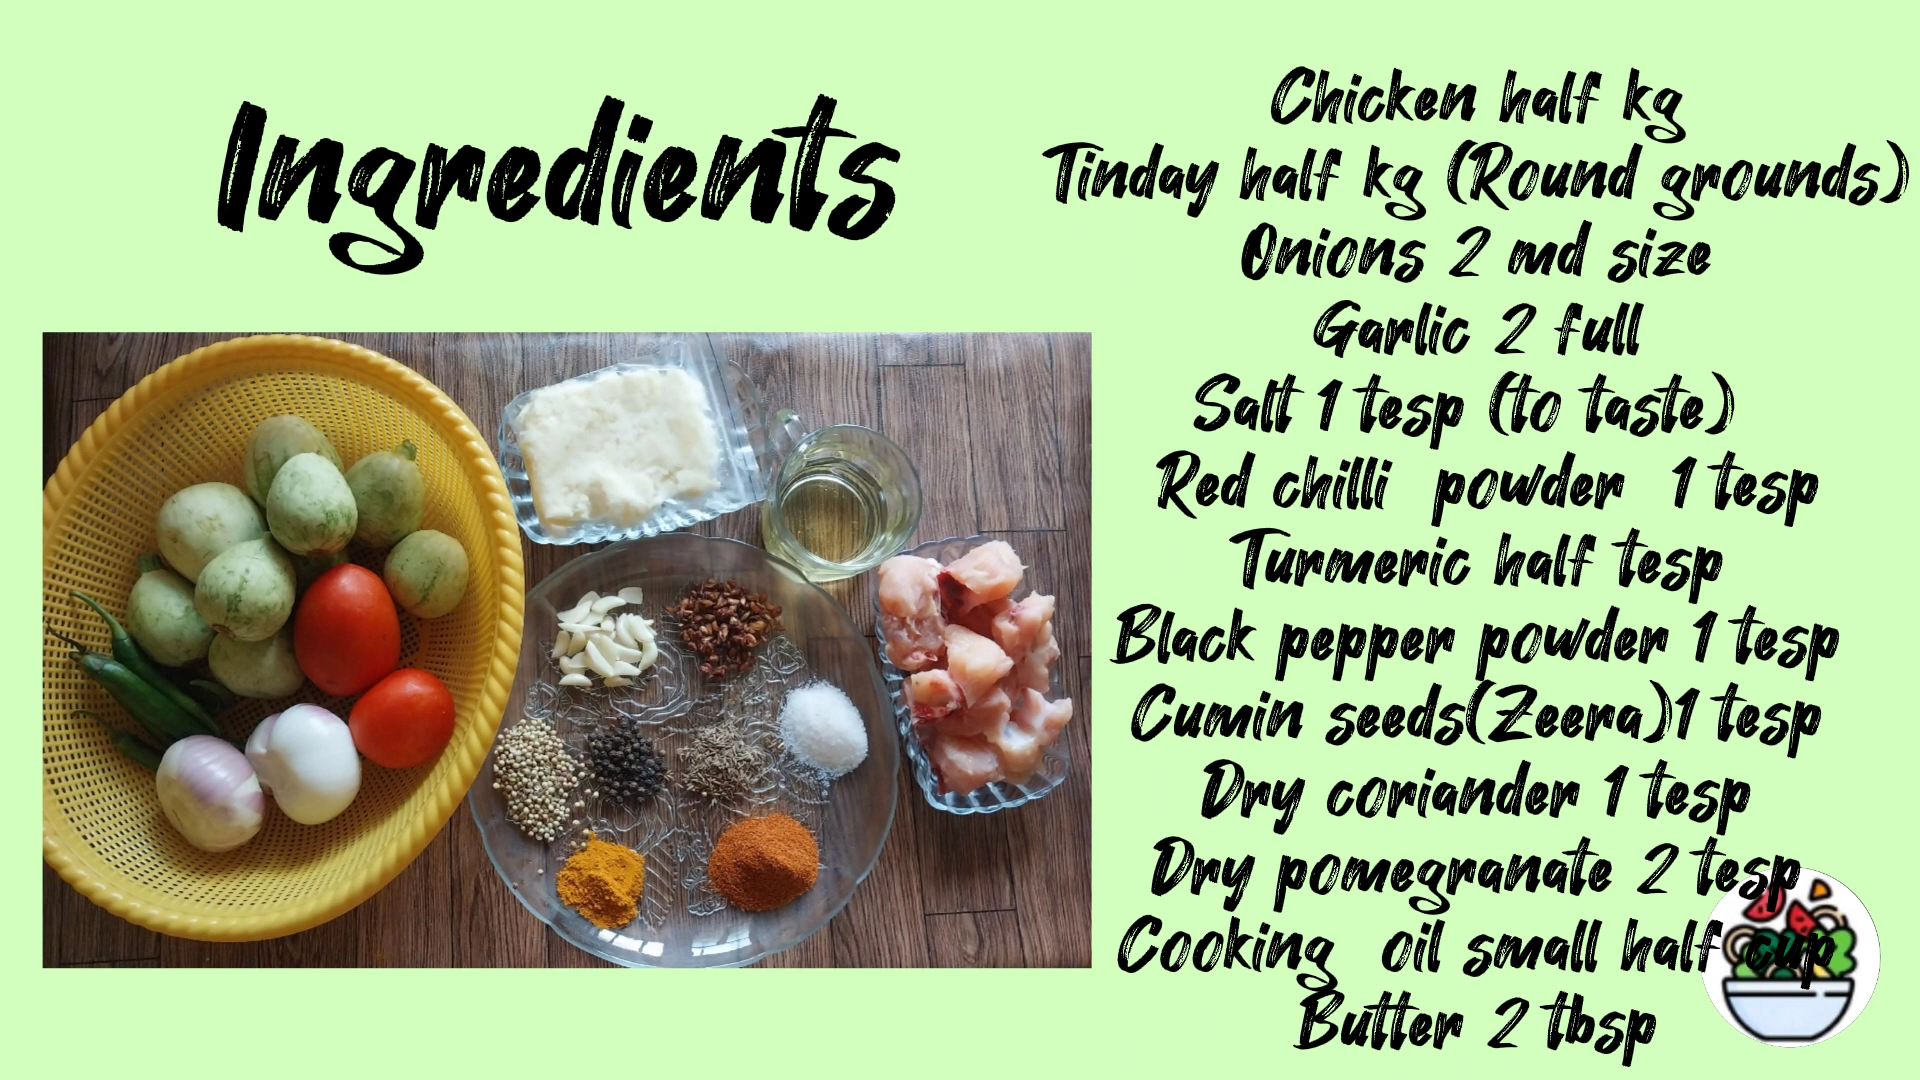 Ingredients
Chicken half kg
Tinday half kg (Round grounds)
Onions 2 md size
Garlic 2 full
Salt 1 tesp (to taste)
Red chilli powder 1 tesp
Turmeric half tesp
Black pepper powder 1 tesp
Cumin seeds(Zeera)1 tesp
Dry coriander 1 tesp
Dry pomegranate 2 tesp
Cooking oil small half cup
Butter 2 tbsp